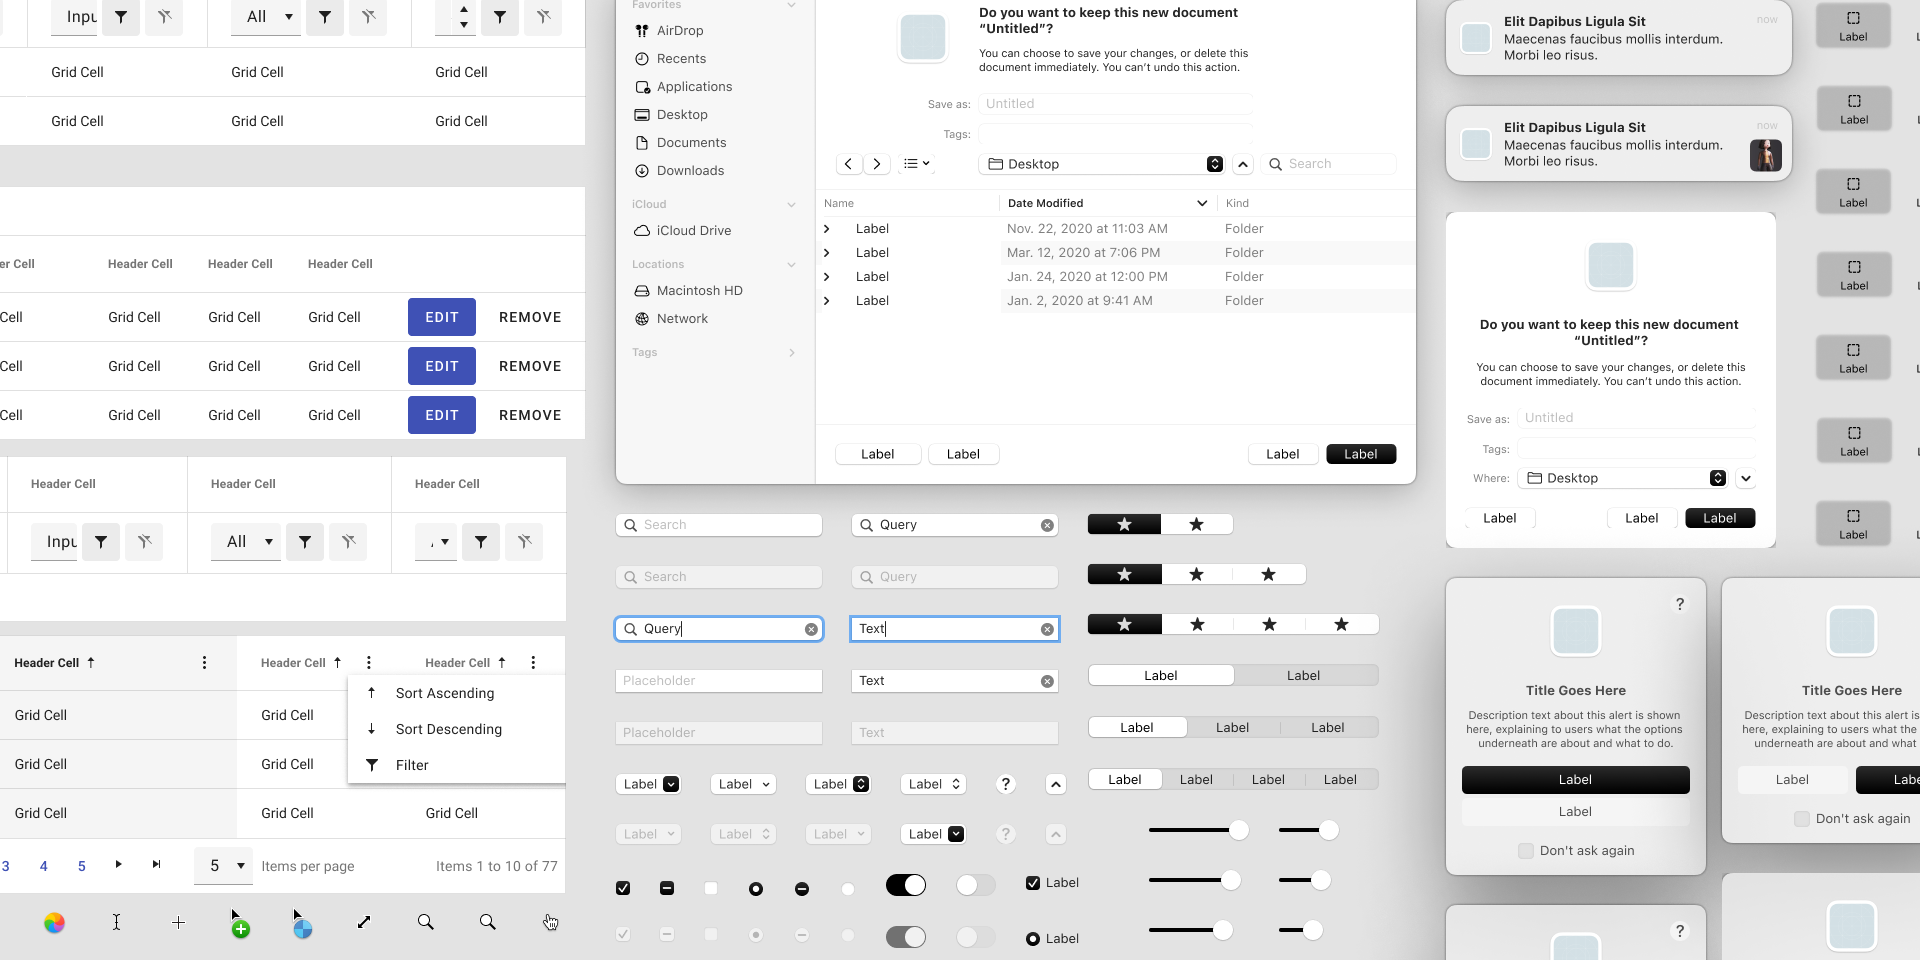 Inpu
All
Grid Cell
Grid Cell
Grid Cell
Grid Cell
Grid Cell
Grid Cell
er Cell
Header Cell
Header Cell
Header Cell
Cell
Grid Cell
Grid Cell
Grid Cell
EDIT
REMOVE
Cell
Grid Cell
Grid Cell
Grid Cell
EDIT
REMOVE
Cell
Grid Cell
Grid Cell
Grid Cell
EDIT
REMOVE
Header Cell
Header Cell
Header Cell
Inpu
All
Header Cell
Header Cell
Header Cell
Sort Ascending
Sort Descending
Filter
Grid Cell
Grid Cell
Grid Cell
Grid Cell
Grid Cell
Grid Cell
Grid Cell
3
4
5
5
Items per page
Items 1 to 10 of 77
Favorites
AirDrop
Recents
Applications
Desktop
Documents
Downloads
iCloud
iCloud Drive
Locations
Macintosh HD
Network
Tags
Do you want to keep this new document
“Untitled”?
You can choose to save your changes, or delete this
document immediately. You can’t undo this action.
Save as:
Untitled
Tags:
Desktop
Search
Name
Date Modified
Kind
Label
Nov. 22, 2020 at 11:03 AM
Folder
Label
Mar. 12, 2020 at 7:06 PM
Folder
Label
Jan. 24, 2020 at 12:00 PM
Folder
Label
Jan. 2, 2020 at 9:41 AM
Folder
Label
Label
Label
Label
Search
Query
Search
Query
Query
Text
Placeholder
Text
Placeholder
Text
Label
Label
Label
Label
?
Label
Label
Label
Label
?
Label
Label
Label
Label
Label
Label
Label
Label
Label
Label
Label
Elit Dapibus Ligula Sit
now
Maecenas faucibus mollis interdum.
Morbi leo risus.
Elit Dapibus Ligula Sit
now
Maecenas faucibus mollis interdum.
Morbi leo risus.
Do you want to keep this new document
“Untitled”?
You can choose to save your changes, or delete this
document immediately. You can’t undo this action.
Save as:
Untitled
Tags:
Where:
Desktop
Label
Label
Label
Label
Label
Label
Label
Label
Label
Label
?
Title Goes Here
Description text about this alert is shown
here, explaining to users what the options
underneath are about and what to do.
Label
Label
Don't ask again
Title Goes Here
Description text about this alert is
here, explaining to users what the
underneath are about and what
Label
Labe
Don't ask again
?